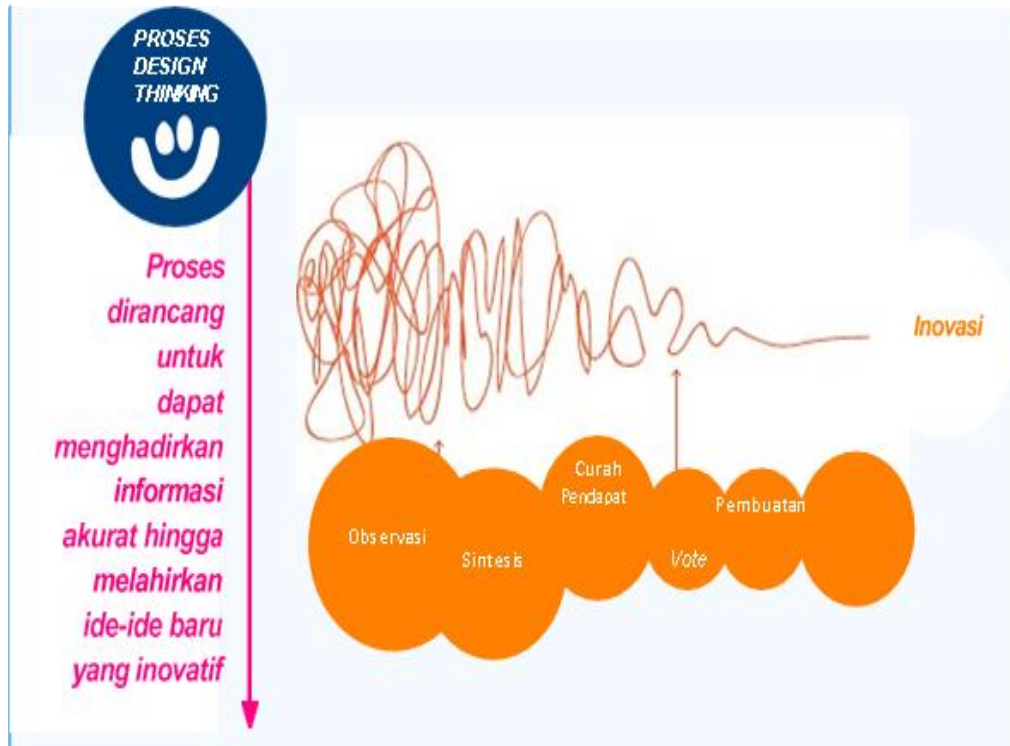 PROSES
DESIGN
THINKING
Proses
dirancang
untuk
dapat
menghadirkan
informasi
akurat hingga
melahirkan
ide-ide baru
yang inovatif
Inovasi
Observasi
Sintesis
Curah
Pendapat
Vote
Pembuatan